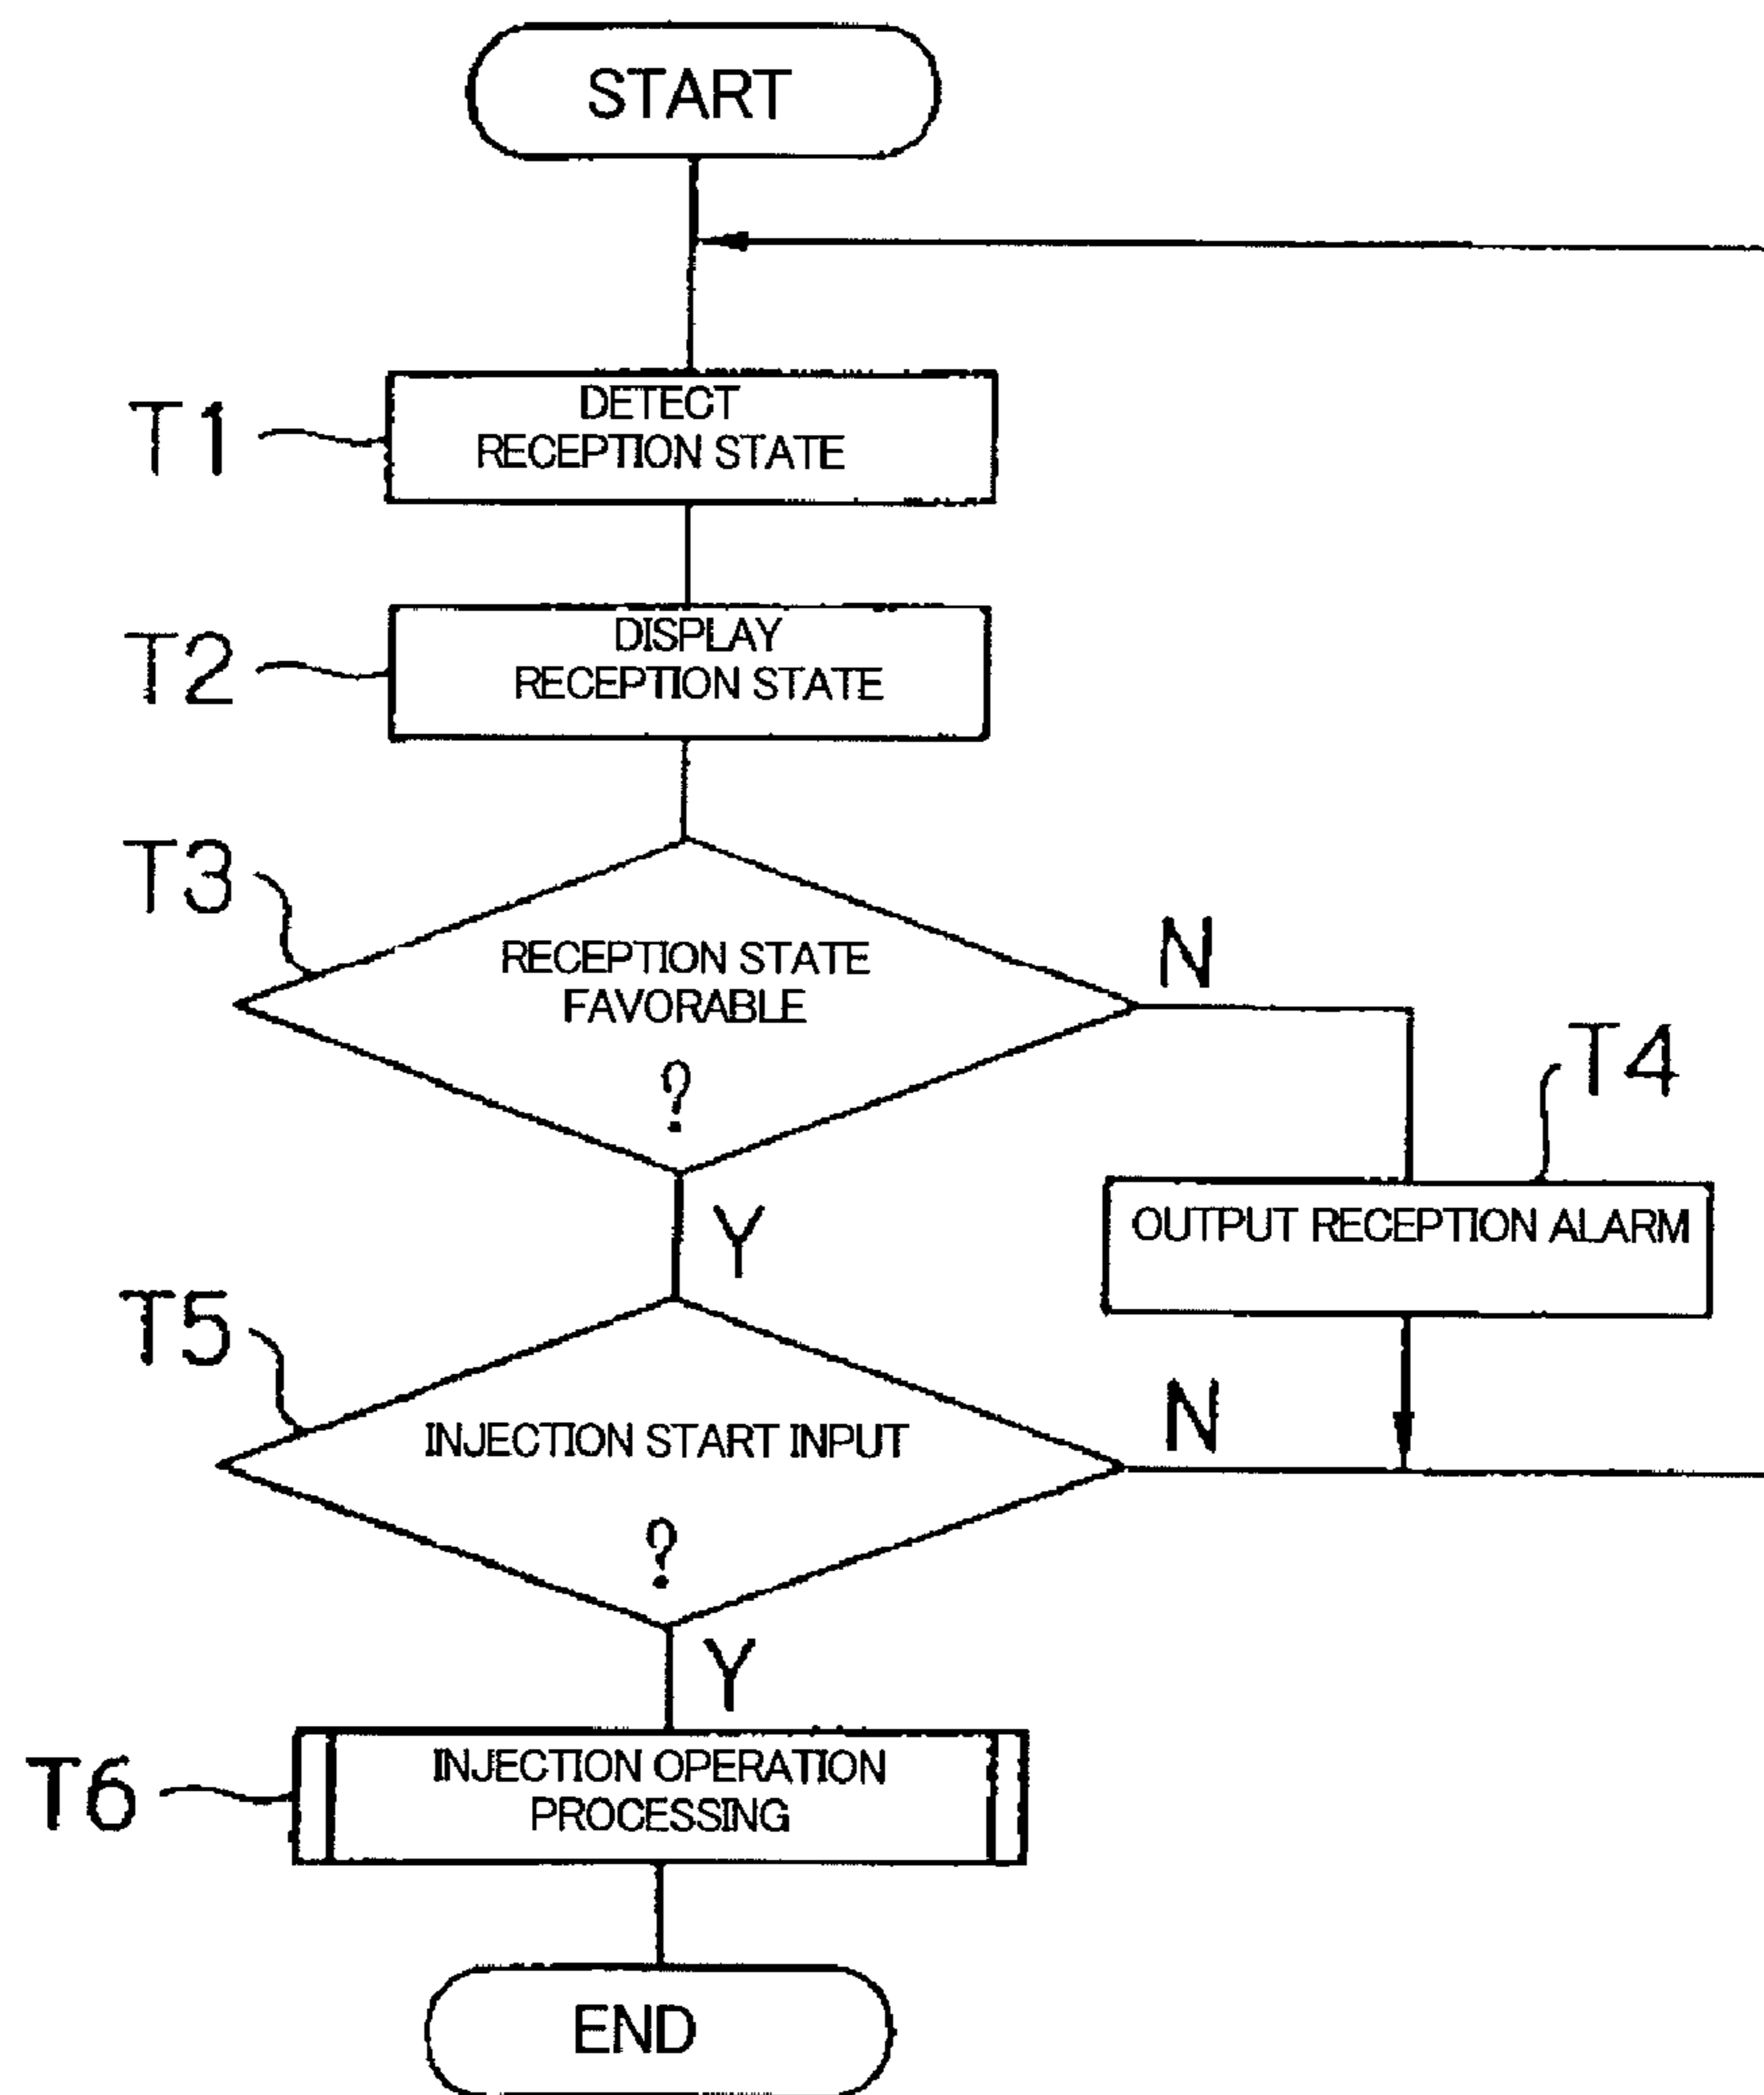 START
T1
DETECT
RECEPTION STATE
T2
DISPLAY
RECEPTION STATE
T3
RECEPTION STATE
FAVORABLE
?
N
T4
OUTPUT RECEPTION ALARM
Y
T5
INJECTION START INPUT
?
N
Y
T6
INJECTION OPERATION
PROCESSING
END